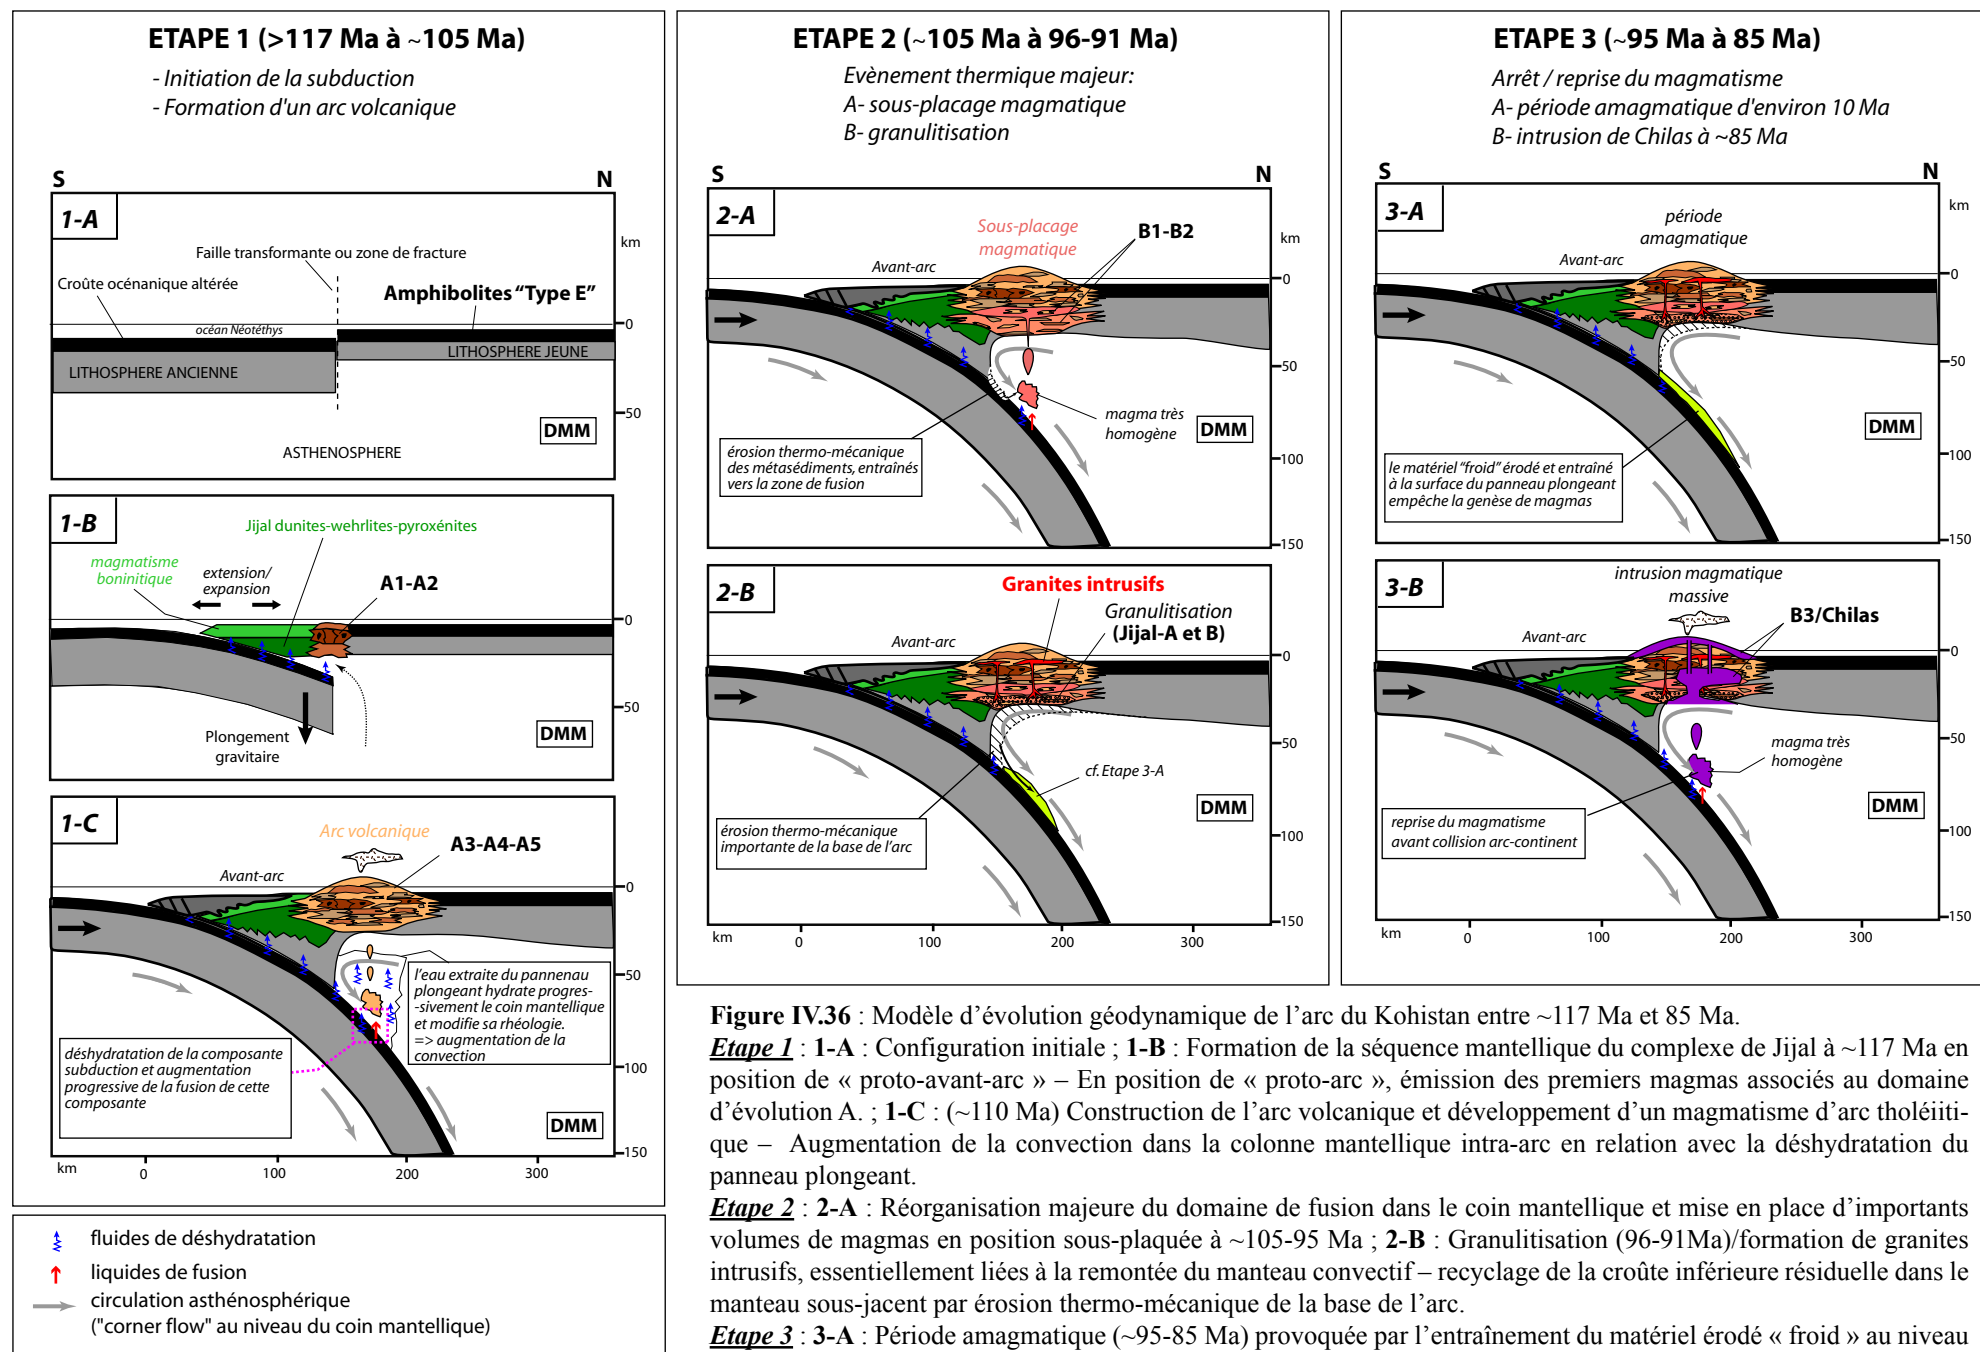 ETAPE 1 (>117 Ma à ~105 Ma)
- Initiation de la subduction
- Formation d'un arc volcanique
S
N
1-A
km
Faille transformante ou zone de fracture
Croûte océnanique altérée
Amphibolites “Type E”
océan Néotéthys
0
LITHOSPHERE JEUNE
LITHOSPHERE ANCIENNE
50
DMM
ASTHENOSPHERE
1-B
Jijal dunites-wehrlites-pyroxénites
magmatisme
boninitique
extension/
expansion
A1-A2
0
50
Plongement
gravitaire
DMM
1-C
Arc volcanique
A3-A4-A5
Avant-arc
0
l'eau extraite du pannenau
plongeant hydrate progres-
-sivement le coin mantellique
et modifie sa rhéologie.
=> augmentation de la
convection
50
déshydratation de la composante
subduction et augmentation
progressive de la fusion de cette
composante
100
DMM
150
km
0
100
200
300
fluides de déshydratation
liquides de fusion
circulation asthénosphérique
("corner flow" au niveau du coin mantellique)
ETAPE 2 (~105 Ma à 96-91 Ma)
Evènement thermique majeur:
A- sous-placage magmatique
B- granulitisation
S
N
2-A
Sous-placage
magmatique
B1-B2
km
Avant-arc
0
50
magma très
homogène
DMM
érosion thermo-mécanique
des métasédiments, entraînés
vers la zone de fusion
100
150
2-B
Granites intrusifs
Granulitisation
(Jijal-A et B)
Avant-arc
0
50
cf. Etape 3-A
DMM
érosion thermo-mécanique
importante de la base de l'arc
100
150
km
0
100
200
300
ETAPE 3 (~95 Ma à 85 Ma)
Arrêt / reprise du magmatisme
A- période amagmatique d'environ 10 Ma
B- intrusion de Chilas à ~85 Ma
S
N
3-A
période
amagmatique
km
Avant-arc
0
50
DMM
le matériel “froid” érodé et entraîné
à la surface du panneau plongeant
empêche la genèse de magmas
100
150
3-B
intrusion magmatique
massive
B3/Chilas
Avant-arc
0
50
magma très
homogène
DMM
reprise du magmatisme
avant collision arc-continent
100
150
km
0
100
200
300
Figure IV.36 : Modèle d’évolution géodynamique de l’arc du Kohistan entre ~117 Ma et 85 Ma.
Etape 1 : 1-A : Configuration initiale ; 1-B : Formation de la séquence mantellique du complexe de Jijal à ~117 Ma en
position de « proto-avant-arc » – En position de « proto-arc », émission des premiers magmas associés au domaine
d’évolution A. ; 1-C : (~110 Ma) Construction de l’arc volcanique et développement d’un magmatisme d’arc tholéiiti-
que – Augmentation de la convection dans la colonne mantellique intra-arc en relation avec la déshydratation du
panneau plongeant.
Etape 2 : 2-A : Réorganisation majeure du domaine de fusion dans le coin mantellique et mise en place d’importants
volumes de magmas en position sous-plaquée à ~105-95 Ma ; 2-B : Granulitisation (96-91Ma)/formation de granites
intrusifs, essentiellement liées à la remontée du manteau convectif – recyclage de la croûte inférieure résiduelle dans le
manteau sous-jacent par érosion thermo-mécanique de la base de l’arc.
Etape 3 : 3-A : Période amagmatique (~95-85 Ma) provoquée par l’entraînement du matériel érodé « froid » au niveau